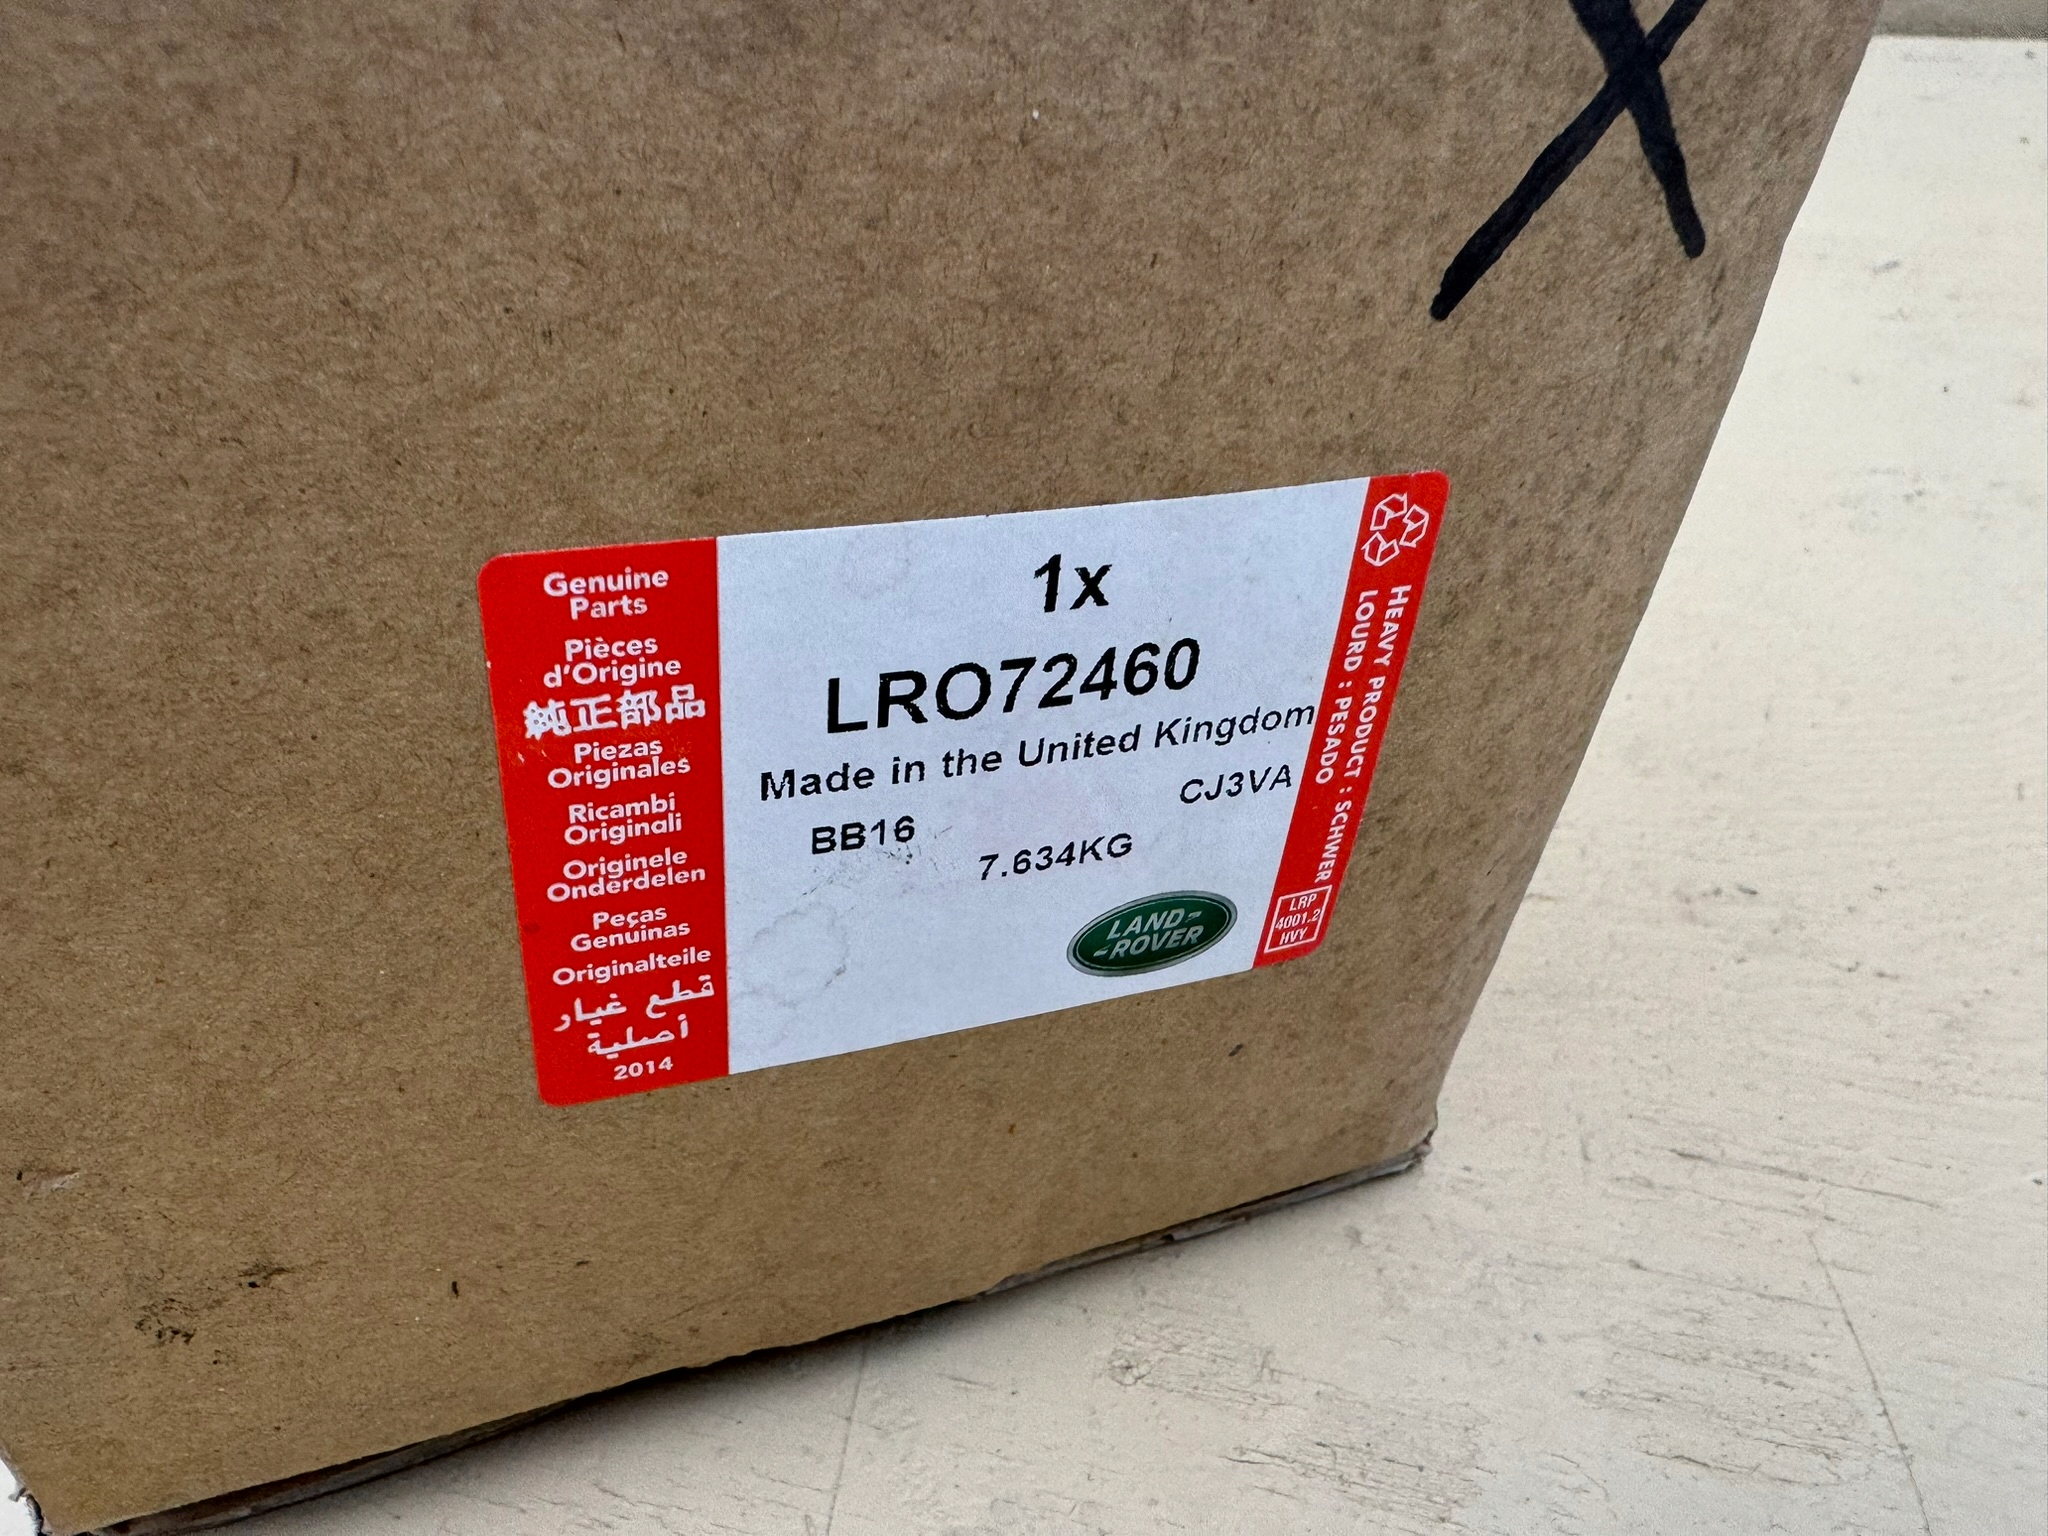 X
Genuine
Parts
Pièces
d'Origine
純正部品
Piezas
Originales
Ricambi
Originali
Originele
Onderdelen
Peças
Genuinas
Originalteile
قطع غيار
أصلية
2014
1x
LRO72460
Made in the United Kingdom
CJ3VA
BB16
7.634KG
LAND-
-ROVER
HEAVY PRODUCT : SCHWER
LOURD : PESADO
LRP
4001.2
HVY